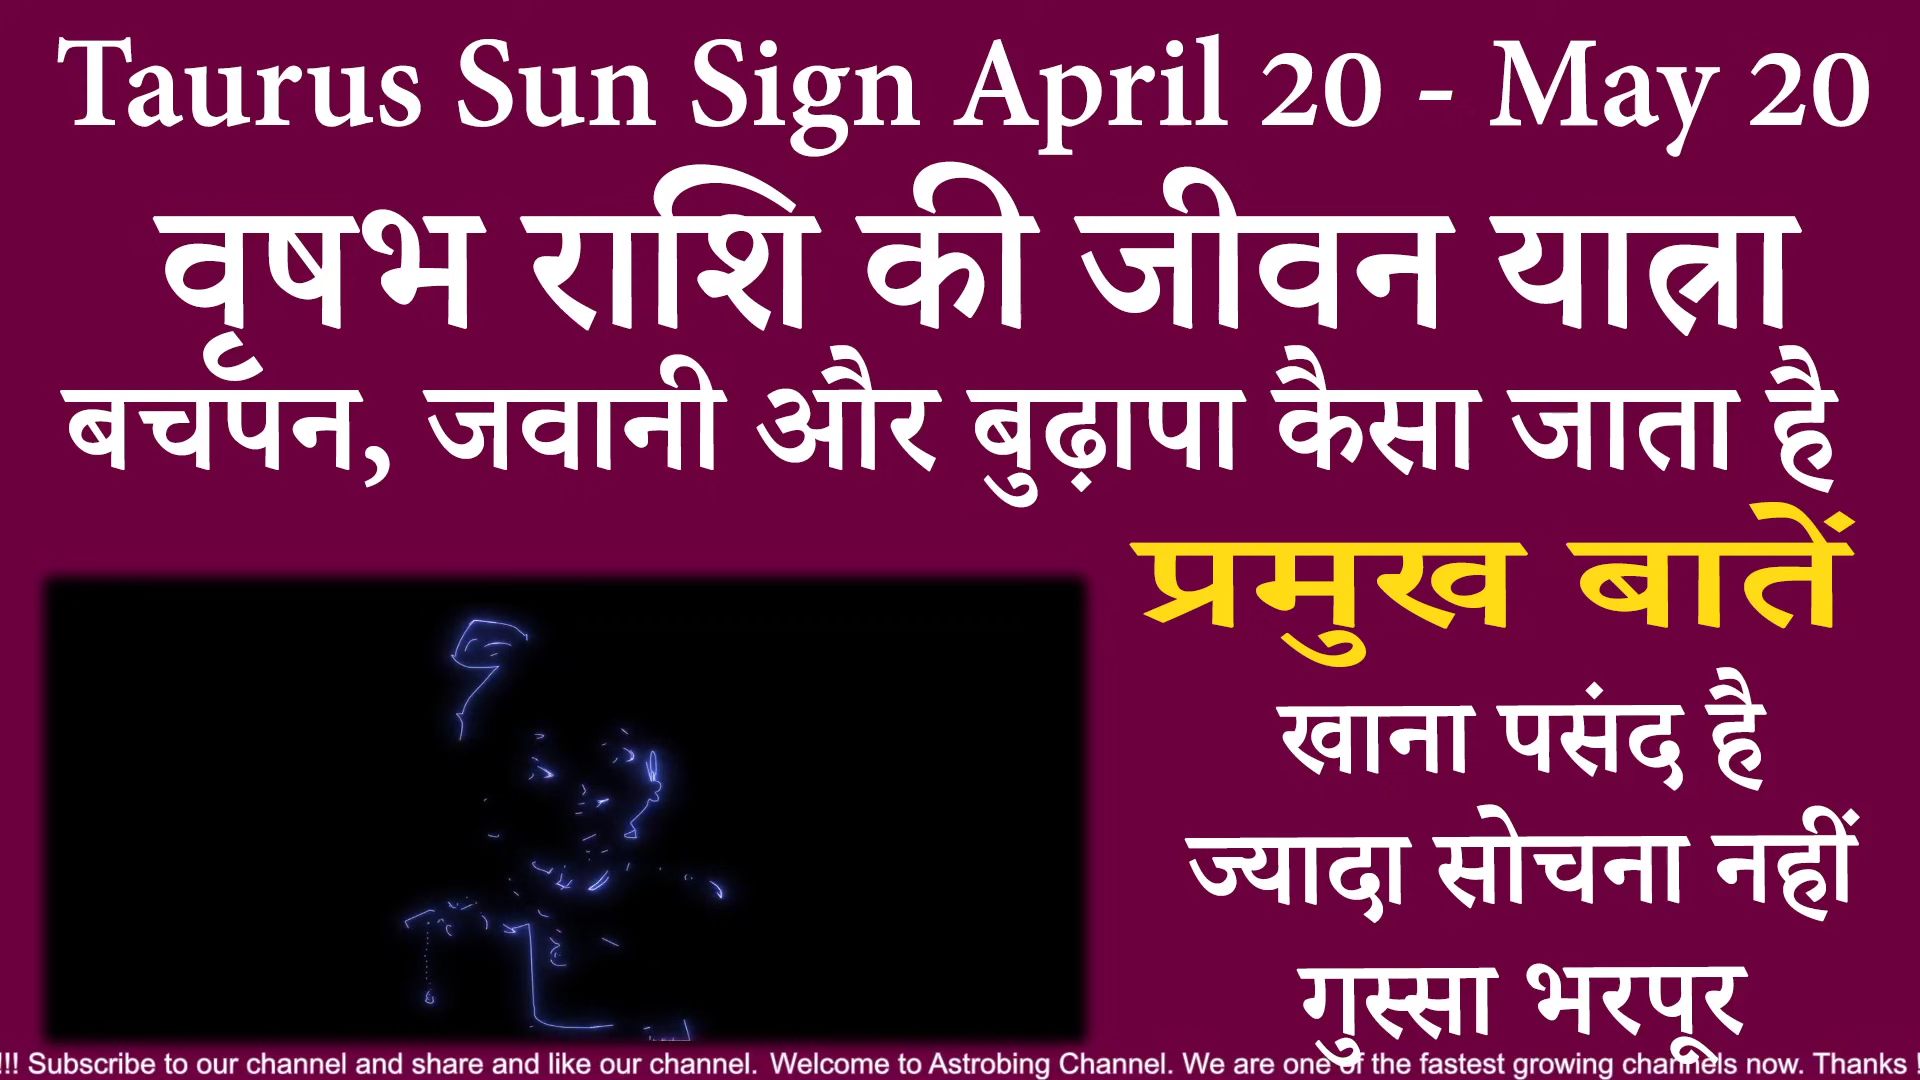 Taurus Sun Sign April 20 - May 20
वृषभ राशि की जीवन यात्रा
बचपन, जवानी और बुढ़ापा कैसा जाता है
प्रमुख बातें
खाना पसंद है
ज्यादा सोचना नहीं
गुस्सा भरपूर
!!! Subscribe to our channel and share and like our channel. Welcome to Astrobing Channel. We are one of the fastest growing channels now. Thanks !